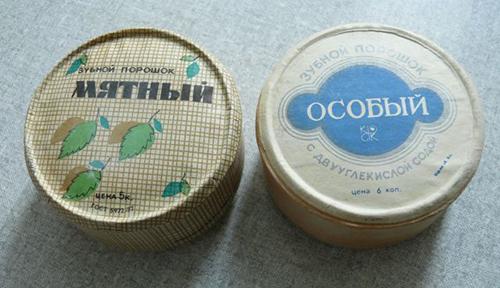 ЗУБНОЙ ПОРОШОК
МЯТНЫЙ
цена 5к.
ЗУБНОЙ ПОРОШОК
ОСОБЫЙ
С ДВУУГЛЕКИСЛОЙ СОДОЙ
цена 6 коп.